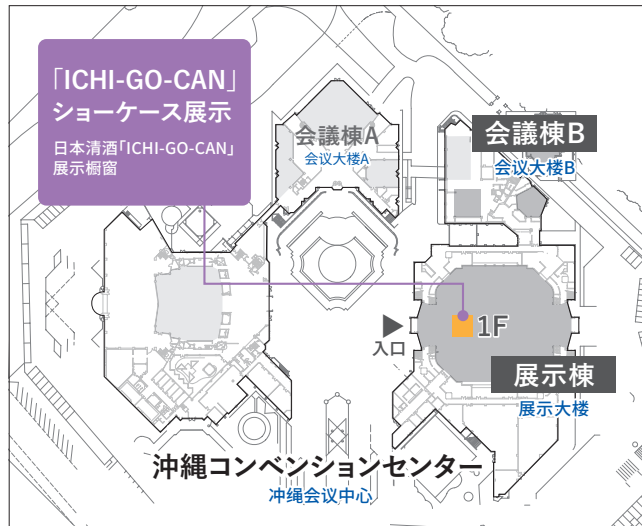 「ICHI-GO-CAN」
ショーケース展示
日本清酒「ICHI-GO-CAN」
展示橱窗
会議棟A
会议大楼A
会議棟B
会议大楼B
1F
入口
展示棟
展示大楼
沖縄コンベンションセンター
冲绳会议中心